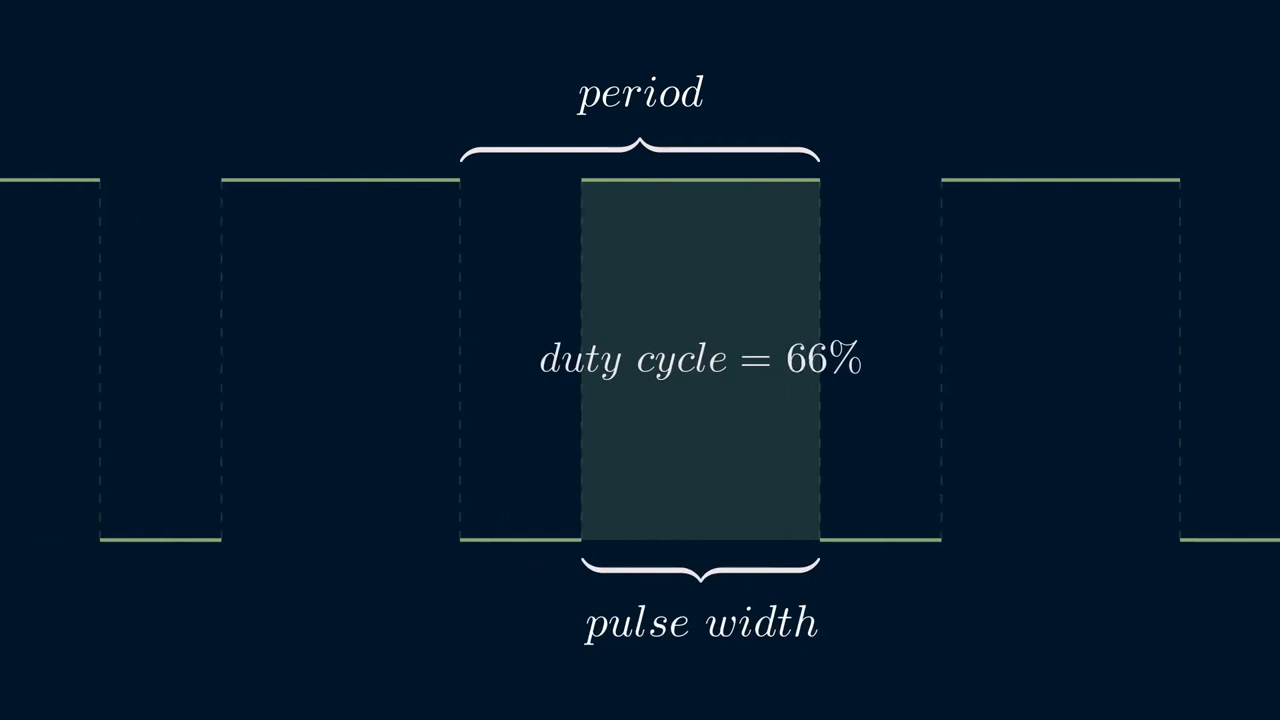 period
duty cycle = 66%
pulse width